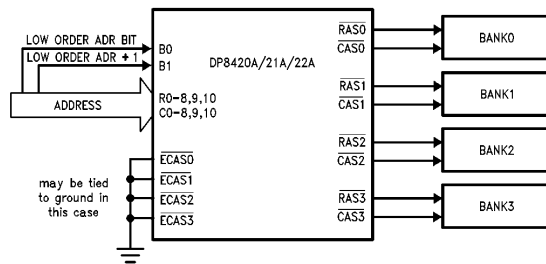 LOW ORDER ADR BIT
LOW ORDER ADR + 1
ADDRESS
B0
B1
R0-8,9,10
C0-8,9,10
DP8420A/21A/22A
ECAS0
ECAS1
ECAS2
ECAS3
may be tied
to ground in
this case
RAS0
CAS0
BANK0
RAS1
CAS1
BANK1
RAS2
CAS2
BANK2
RAS3
CAS3
BANK3